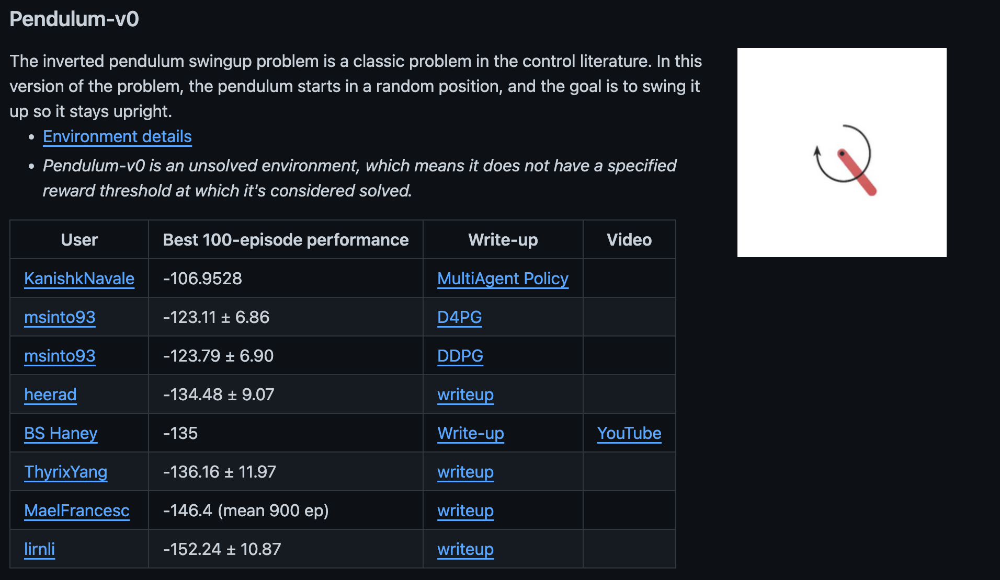 Pendulum-v0
The inverted pendulum swingup problem is a classic problem in the control literature. In this
version of the problem, the pendulum starts in a random position, and the goal is to swing it
up so it stays upright.
• Environment details
• Pendulum-v0 is an unsolved environment, which means it does not have a specified
reward threshold at which it's considered solved.
User Best 100-episode performance Write-up Video
KanishkNavale -106.9528 MultiAgent Policy
msinto93 -123.11 ± 6.86 D4PG
msinto93 -123.79 ± 6.90 DDPG
heerad -134.48 ± 9.07 writeup
BS Haney -135 Write-up YouTube
ThyrixYang -136.16 ± 11.97 writeup
MaelFrancesc -146.4 (mean 900 ep) writeup
lirnli -152.24 ± 10.87 writeup